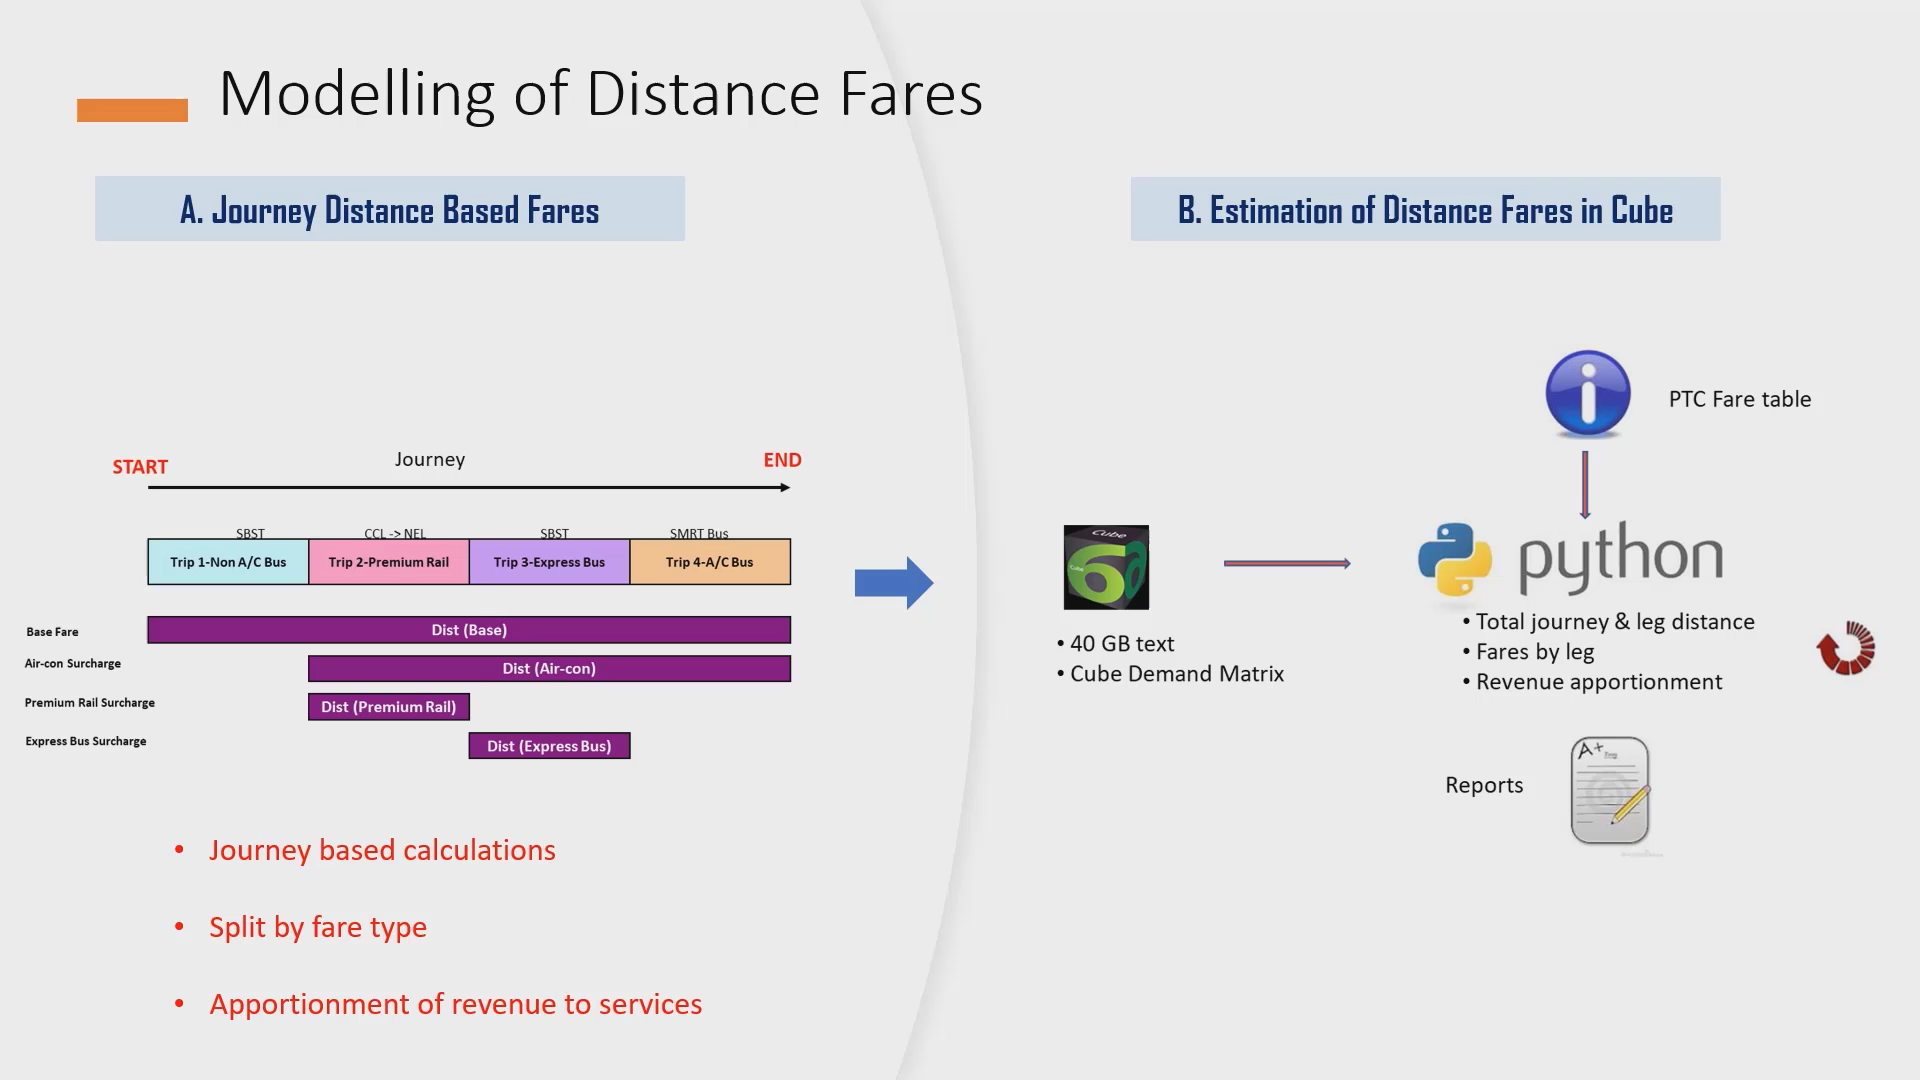 Modelling of Distance Fares
A. Journey Distance Based Fares
START
Journey
END
SBST
CCL -> NEL
SBST
SMRT Bus
Trip 1-Non A/C Bus
Trip 2-Premium Rail
Trip 3-Express Bus
Trip 4-A/C Bus
Base Fare
Dist (Base)
Air-con Surcharge
Dist (Air-con)
Premium Rail Surcharge
Dist (Premium Rail)
Express Bus Surcharge
Dist (Express Bus)
• Journey based calculations
• Split by fare type
• Apportionment of revenue to services
B. Estimation of Distance Fares in Cube
PTC Fare table
Cube
Cube
6
• 40 GB text
• Cube Demand Matrix
python
• Total journey & leg distance
• Fares by leg
• Revenue apportionment
Reports
A+